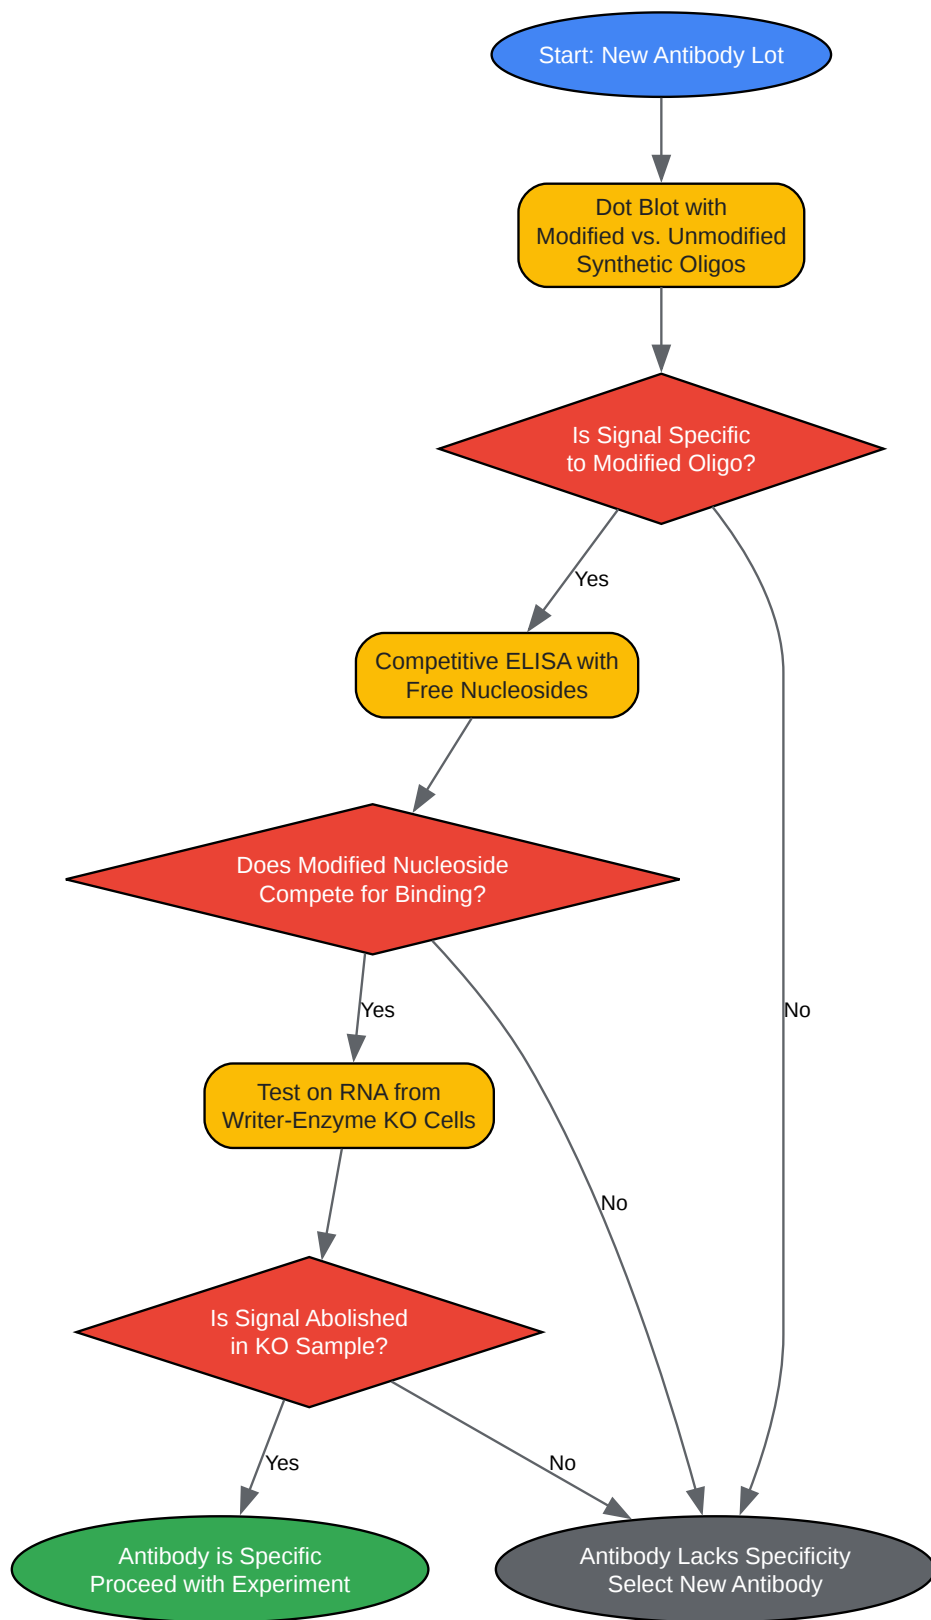 Start: New Antibody Lot
Dot Blot with
Modified vs. Unmodified
Synthetic Oligos
Is Signal Specific
to Modified Oligo?
Yes
Competitive ELISA with
Free Nucleosides
Does Modified Nucleoside
Compete for Binding?
Yes
No
Test on RNA from
Writer-Enzyme KO Cells
No
Is Signal Abolished
in KO Sample?
Yes
No
Antibody is Specific
Proceed with Experiment
Antibody Lacks Specificity
Select New Antibody